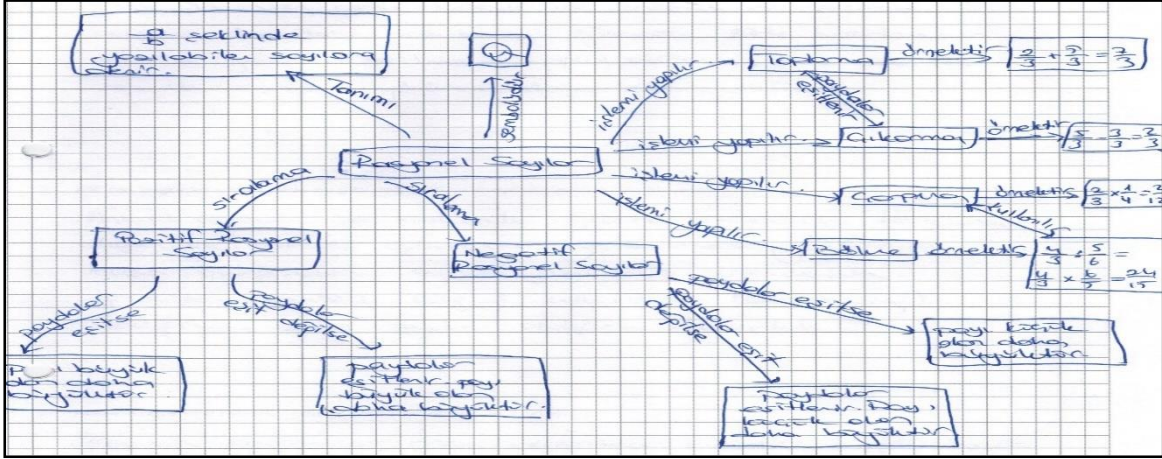 a/b şeklinde
yazılabilen sayılara
denir.
Q
Tanımı
semboldür
Rasyonel Sayılar
işlemi yapılır
Toplama
örnektir
2/3 + 5/3 = 7/3
paydalar
eşitlenir
işlemi yapılır.
Çıkarma
örnektir
5/3 - 3/3 = 2/3
işlemi yapılır.
Çarpma
örnektir
2/3 x 1/4 = 2/12
kullanılır
işlemi yapılır.
Bölme
örnektir
4/3 : 5/6 =
4/3 x 6/5 = 24/15
sıralama
sıralama
Pozitif Rasyonel
Sayılar
Negatif
Rasyonel Sayılar
paydalar
eşitse
paydalar
eşit değilse
paydalar eşit
değilse
paydalar eşitse
büyük
olan daha
büyüktür.
paydalar
eşitlenir payı
büyük olan
daha büyüktür.
paydalar
eşitlenir. Payı
küçük olan
daha büyüktür
payı küçük
olan daha
büyüktür.